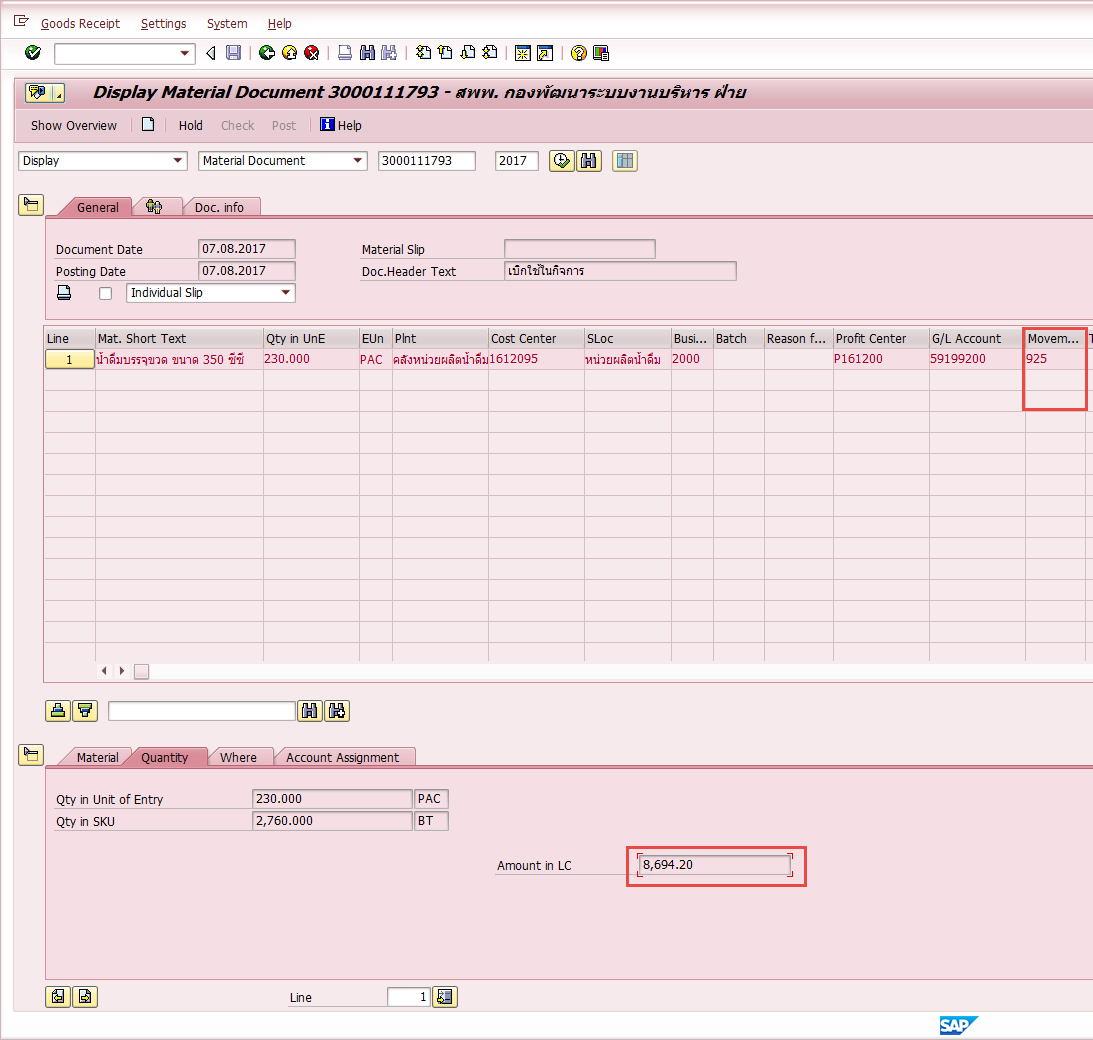 Goods Receipt Settings System Help
Display Material Document 3000111793 - สพพ. กองพัฒนาระบบงานบริหาร ฝ่าย
Show Overview Hold Check Post Help
Display Material Document 3000111793 2017
General Doc. info
Document Date 07.08.2017 Material Slip
Posting Date 07.08.2017 Doc.Header Text เบิกใช้ในกิจการ
Individual Slip
Line Mat. Short Text Qty in UnE EUn Plnt Cost Center SLoc Busi... Batch Reason f... Profit Center G/L Account Movem... T
1 น้ำดื่มบรรจุขวด ขนาด 350 ซีซี 230.000 PAC คลังหน่วยผลิตน้ำดื่ม 1612095 หน่วยผลิตน้ำดื่ม 2000 P161200 59199200 925
Material Quantity Where Account Assignment
Qty in Unit of Entry 230.000 PAC
Qty in SKU 2,760.000 BT
Amount in LC 8,694.20
Line 1
SAP